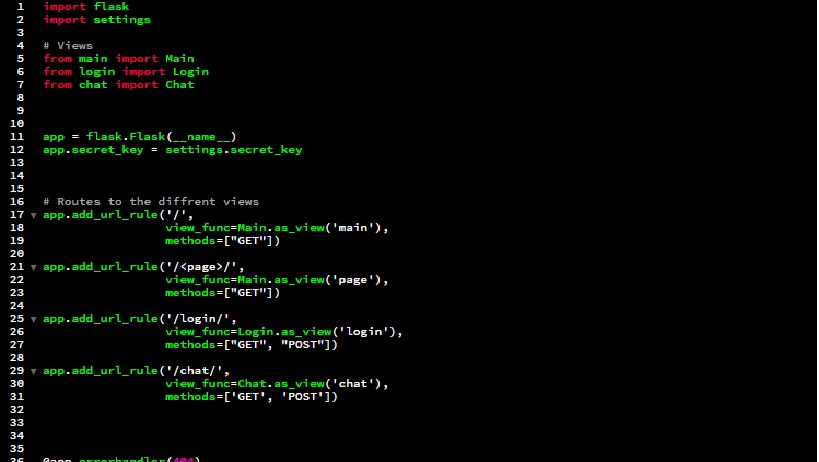 1 import flask
2 import settings
3
4 # Views
5 from main import Main
6 from login import Login
7 from chat import Chat
8
9
10
11 app = flask.Flask(__name__)
12 app.secret_key = settings.secret_key
13
14
15
16 # Routes to the diffrent views
17 app.add_url_rule('/',
18 view_func=Main.as_view('main'),
19 methods=["GET"])
20
21 app.add_url_rule('/<page>/',
22 view_func=Main.as_view('page'),
23 methods=["GET"])
24
25 app.add_url_rule('/login/',
26 view_func=Login.as_view('login'),
27 methods=["GET", "POST"])
28
29 app.add_url_rule('/chat/',
30 view_func=Chat.as_view('chat'),
31 methods=['GET', 'POST'])
32
33
34
35
36 @app.errorhandler(404)